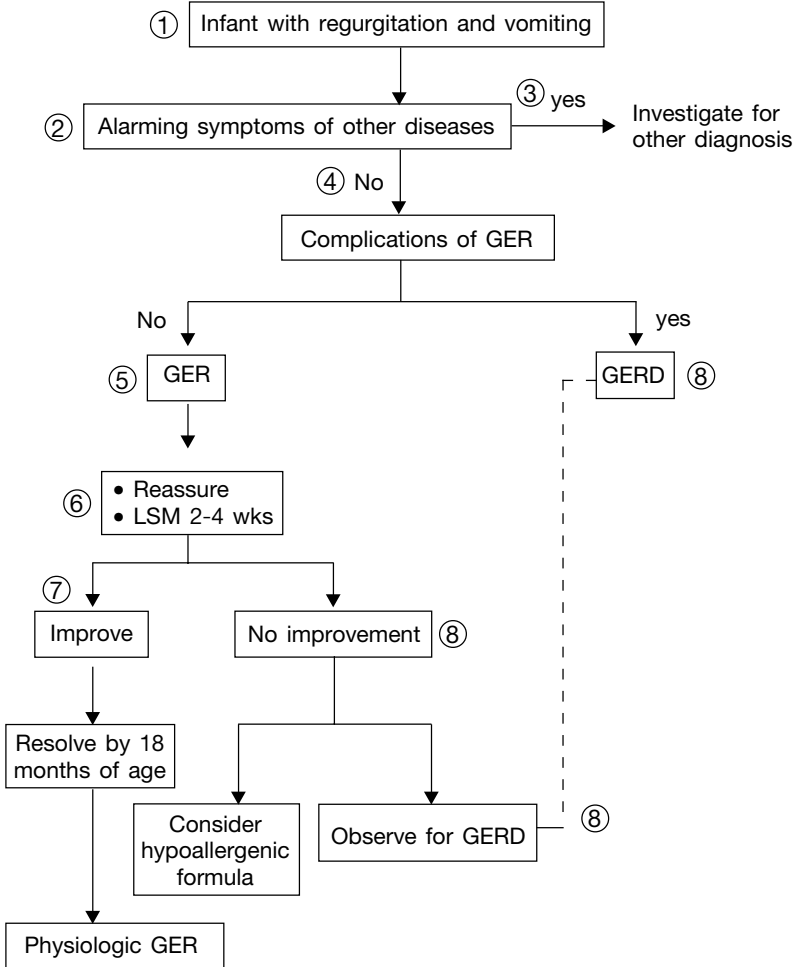 ① Infant with regurgitation and vomiting
② Alarming symptoms of other diseases
③ yes
Investigate for
other diagnosis
④ No
Complications of GER
No
yes
⑤ GER
GERD ⑧
⑥
• Reassure
• LSM 2-4 wks
⑦
Improve
No improvement ⑧
Resolve by 18
months of age
Consider
hypoallergenic
formula
Observe for GERD
⑧
Physiologic GER